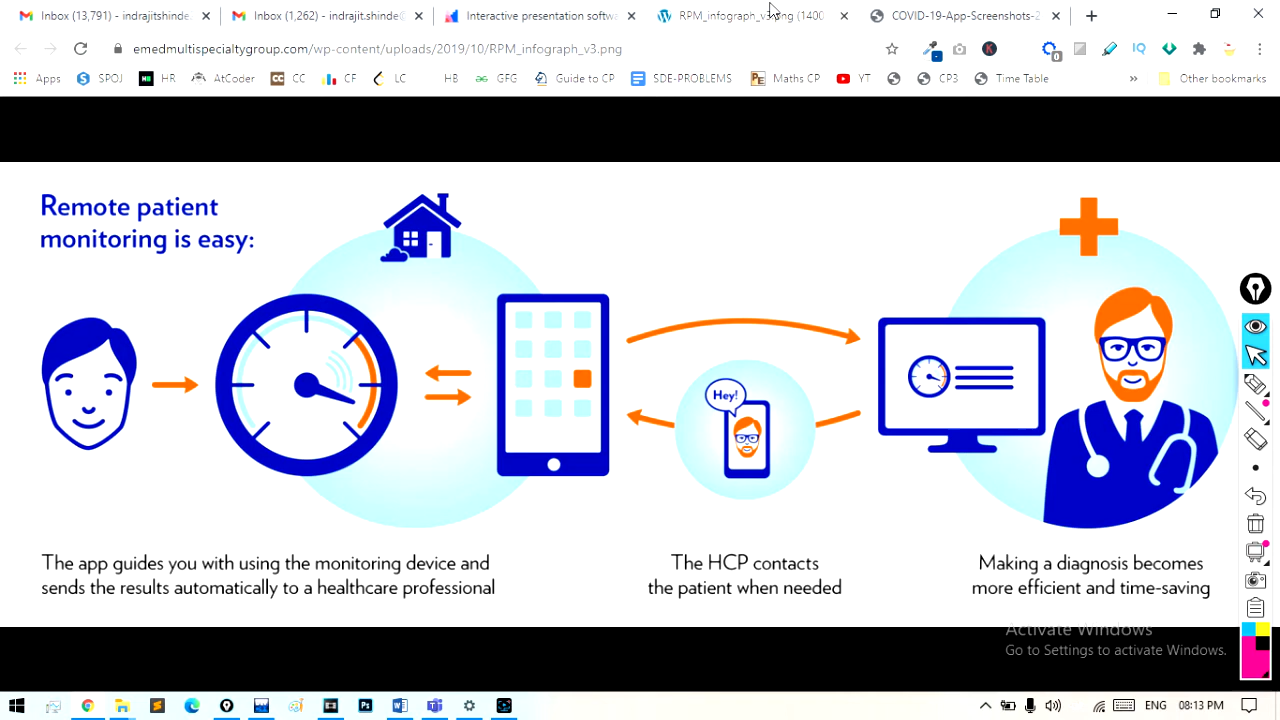 Inbox (13,791) - indrajitshinde
Inbox (1,262) - indrajit.shinde@
Interactive presentation softwa
RPM_infograph_v3.png (1400
COVID-19-App-Screenshots-2
emedmultispecialtygroup.com/wp-content/uploads/2019/10/RPM_infograph_v3.png
Apps
SPOJ
HR
AtCoder
CC
CF
LC
HB
GFG
Guide to CP
SDE-PROBLEMS
Maths CP
YT
CP3
Time Table
»
Other bookmarks
Remote patient
monitoring is easy:
Hey!
The app guides you with using the monitoring device and
sends the results automatically to a healthcare professional
The HCP contacts
the patient when needed
Making a diagnosis becomes
more efficient and time-saving
Activate Windows
Go to Settings to activate Windows.
ENG
08:13 PM